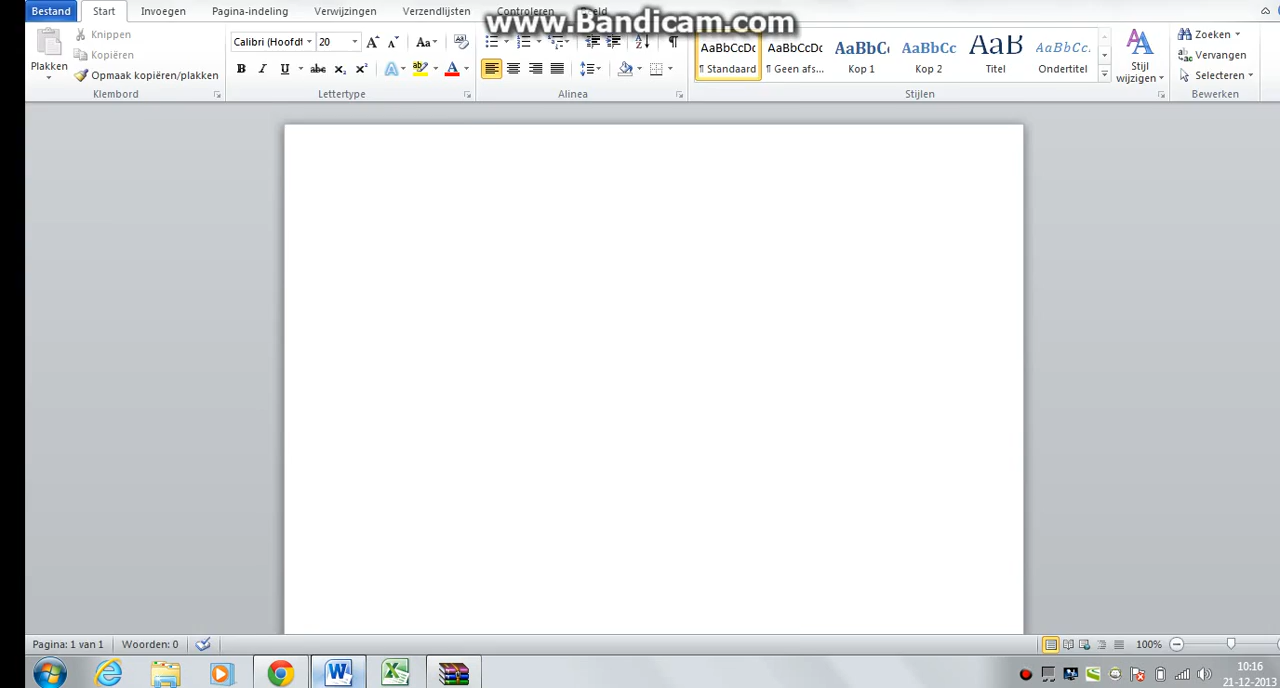 Bestand Start Invoegen Pagina-indeling Verwijzingen Verzendlijsten Controleren Beeld
www.Bandicam.com
Plakken
Knippen
Kopiëren
Opmaak kopiëren/plakken
Klembord
Calibri (Hoofdt 20
Lettertype
Alinea
AaBbCcDc AaBbCcDc AaBbC AaBbCc AaB AaBbCc.
¶ Standaard ¶ Geen afs... Kop 1 Kop 2 Titel Ondertitel
Stijlen
Stijl
wijzigen
Zoeken
Vervangen
Selecteren
Bewerken
Pagina: 1 van 1 Woorden: 0 100%
10:16
21-12-2013